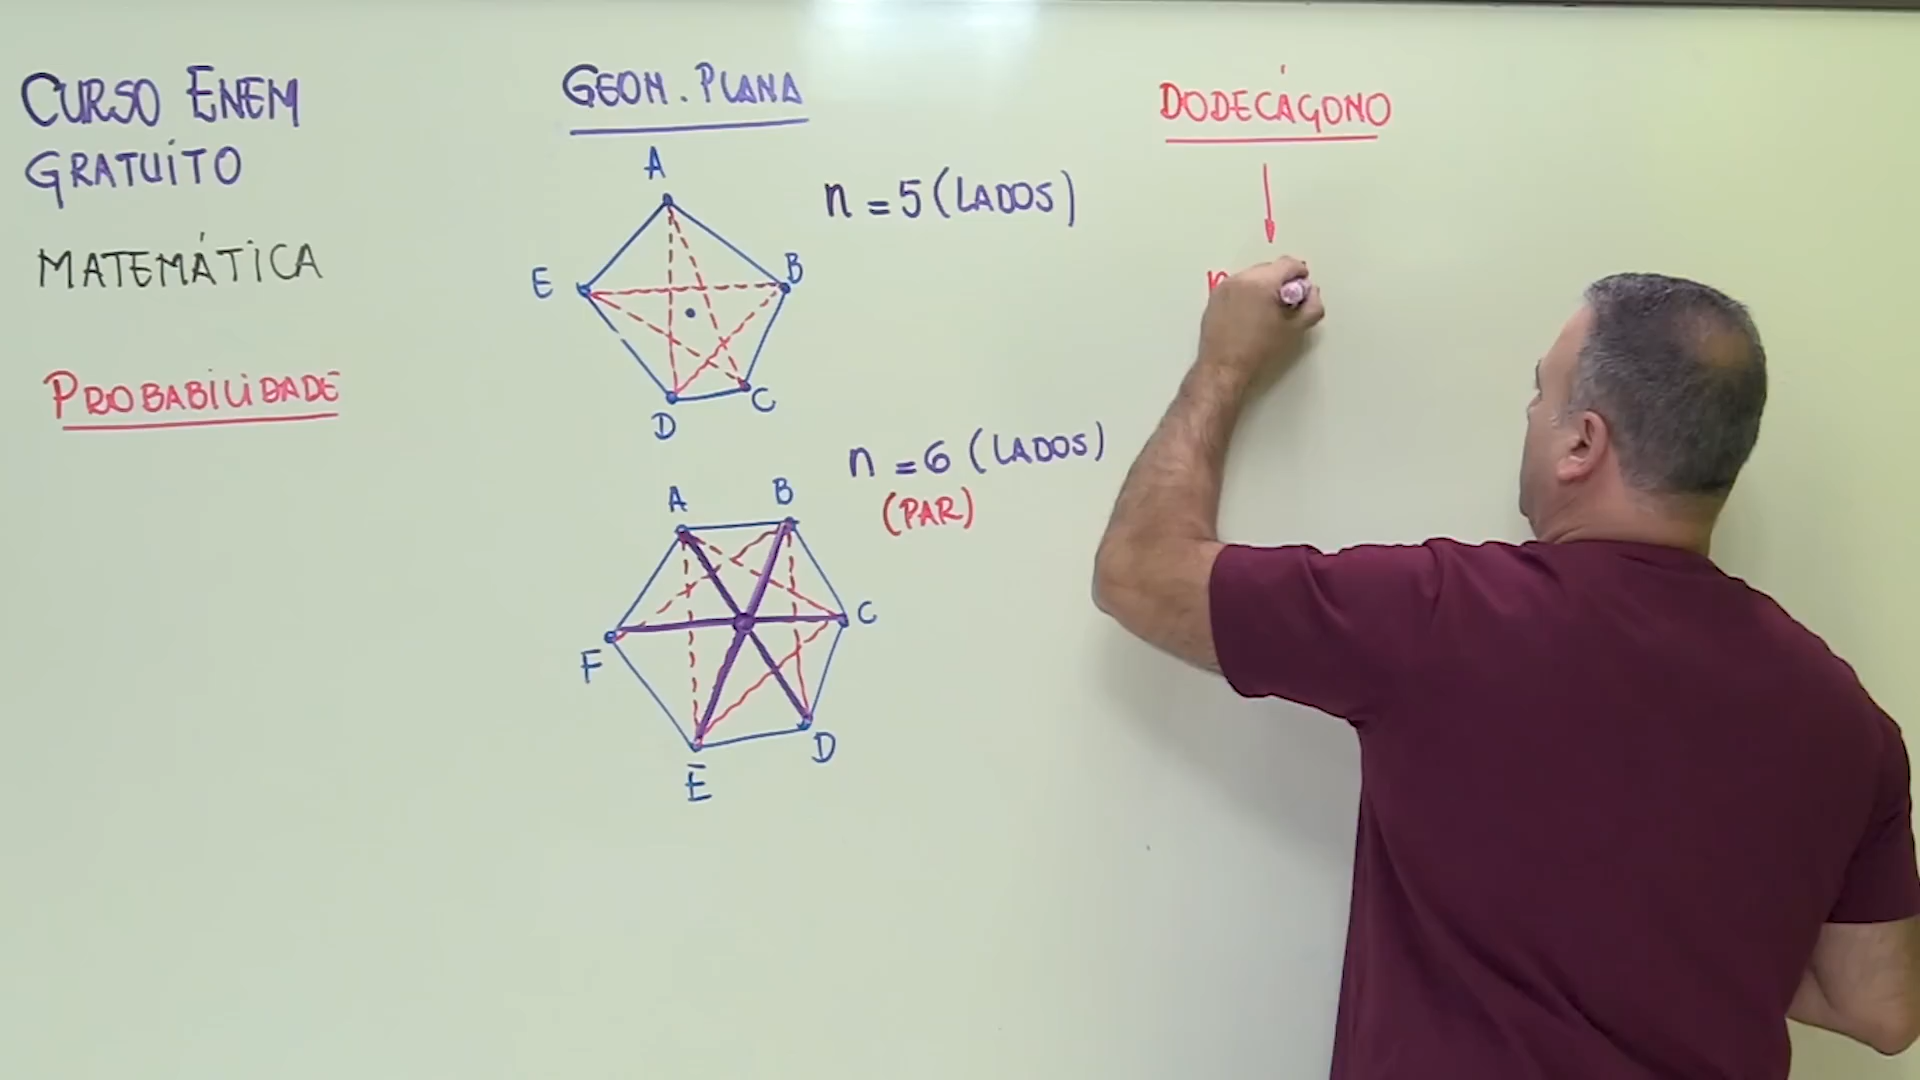 CURSO ENEM
GRATUITO
MATEMÁTICA
PROBABILIDADE
GEOM. PLANA
A
B
C
D
E
n = 5 (LADOS)
n = 6 (LADOS)
(PAR)
A
B
C
D
E
F
DODECÁGONO